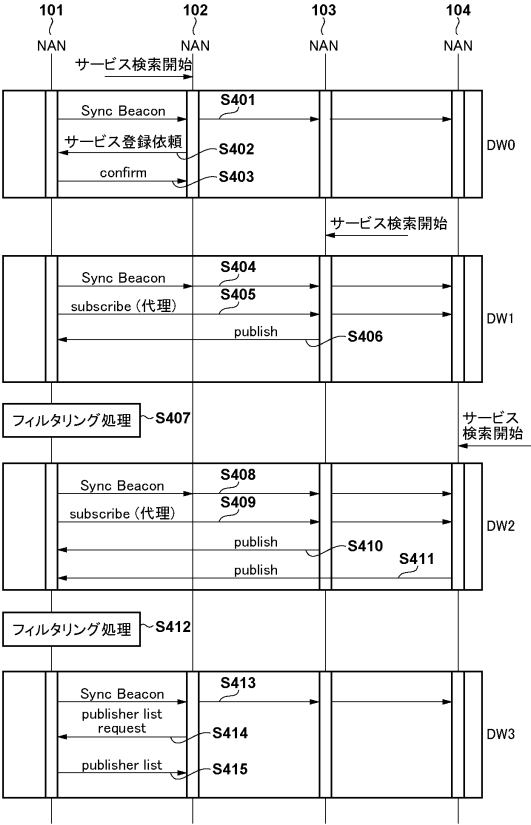 101 102 103 104
NAN NAN NAN NAN
サービス検索開始
Sync Beacon S401
サービス登録依頼 S402
DW0
confirm S403
サービス検索開始
Sync Beacon S404
subscribe (代理) S405
DW1
publish S406
フィルタリング処理 S407
サービス
検索開始
Sync Beacon S408
subscribe (代理) S409
DW2
publish S410
publish S411
フィルタリング処理 S412
Sync Beacon S413
publisher list
request S414
DW3
publisher list S415